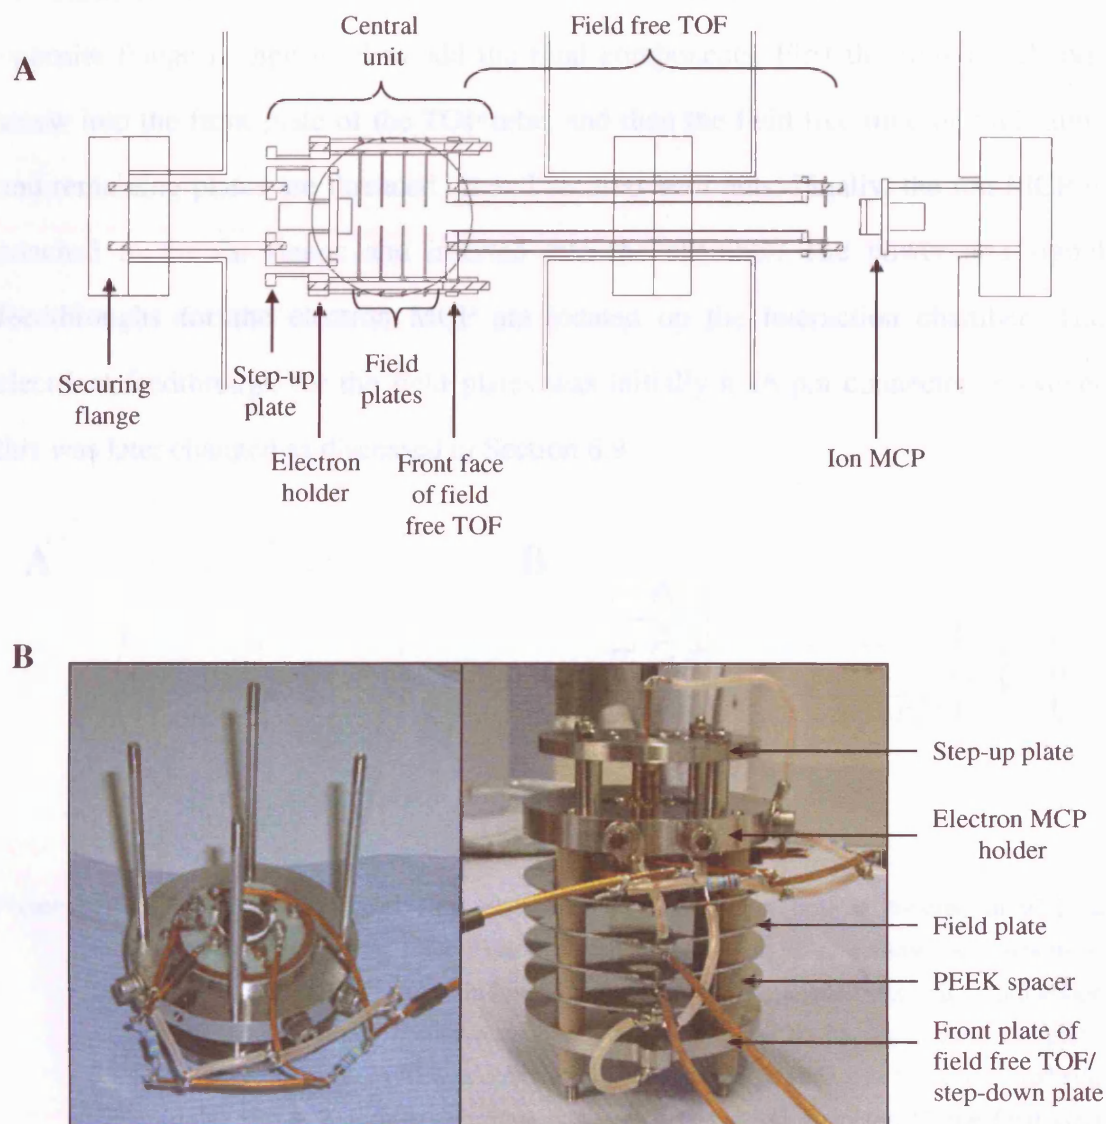 Central
unit
Field free TOF
A
Securing
flange
Step-up
plate
Field
plates
Electron
holder
Front face
of field
free TOF
Ion MCP
B
Step-up plate
Electron MCP
holder
Field plate
PEEK spacer
Front plate of
field free TOF/
step-down plate